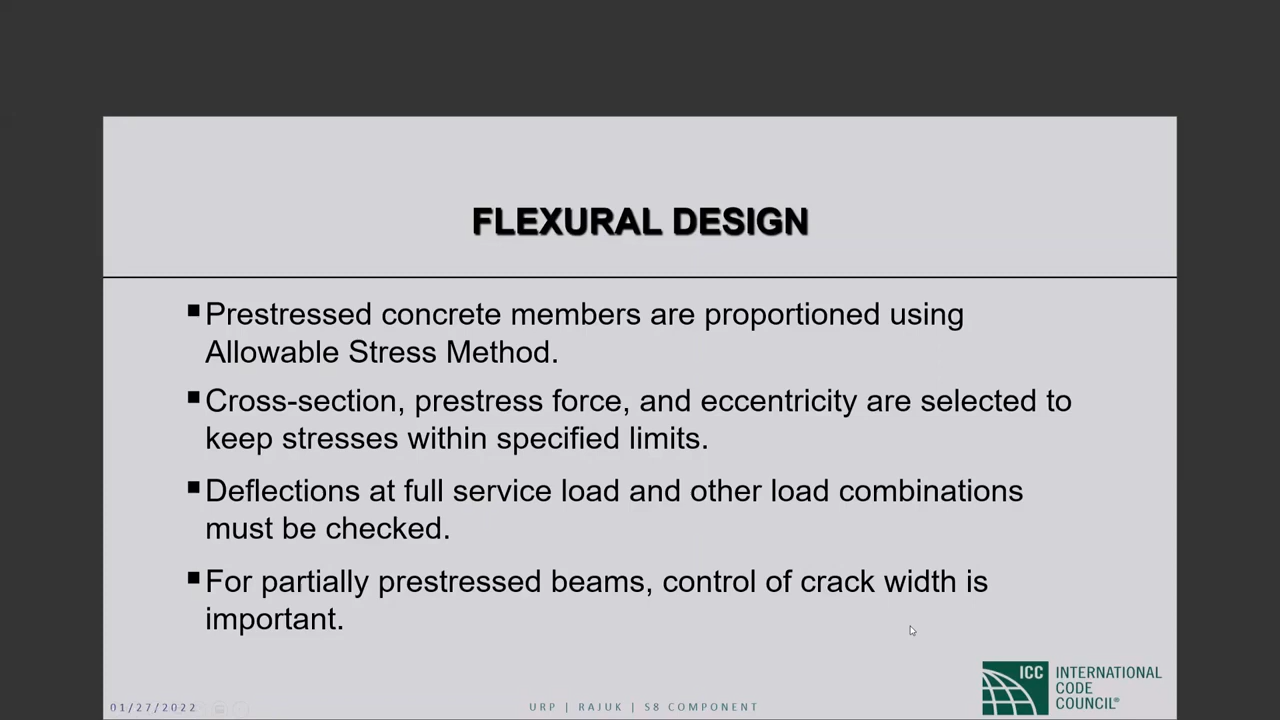 FLEXURAL DESIGN
▪Prestressed concrete members are proportioned using
Allowable Stress Method.
▪Cross-section, prestress force, and eccentricity are selected to
keep stresses within specified limits.
▪Deflections at full service load and other load combinations
must be checked.
▪For partially prestressed beams, control of crack width is
important.
ICC
INTERNATIONAL
CODE
COUNCIL®
01/27/2022
URP | RAJUK | S8 COMPONENT